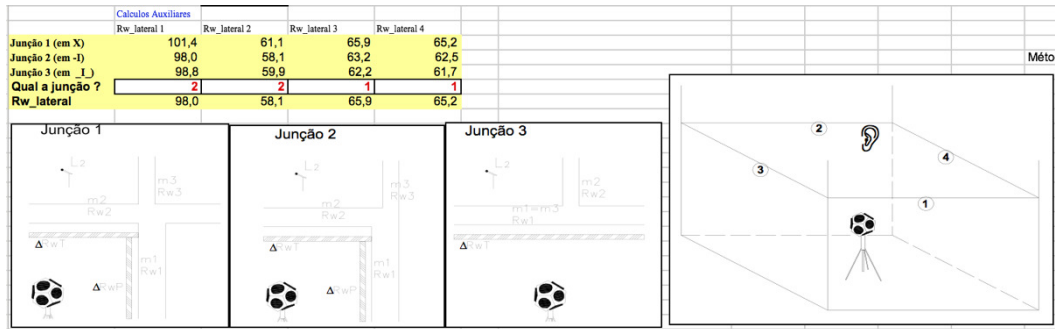 Calculos Auxiliares
Rw_lateral 1 Rw_lateral 2 Rw_lateral 3 Rw_lateral 4
Junção 1 (em X) 101,4 61,1 65,9 65,2
Junção 2 (em -I) 98,0 58,1 63,2 62,5
Junção 3 (em _I_) 98,8 59,9 62,2 61,7
Qual a junção ? 2 2 1 1
Rw_lateral 98,0 58,1 65,9 65,2
Méto
Junção 1
L2
m3
Rw3
m2
Rw2
ΔRwT
m1
Rw1
ΔRwP
Junção 2
L2
m3
Rw3
m2
Rw2
ΔRwT
m1
Rw1
ΔRwP
Junção 3
L2
m2
Rw2
m1=m3
Rw1
ΔRwT
2
3
4
1